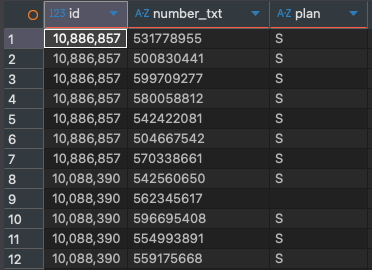 123 id A-Z number_txt A-Z plan
1 10,886,857 531778955 S
2 10,886,857 500830441 S
3 10,886,857 599709277 S
4 10,886,857 580058812 S
5 10,886,857 542422081 S
6 10,886,857 504667542 S
7 10,886,857 570338661 S
8 10,088,390 542560650 S
9 10,088,390 562345617
10 10,088,390 596695408 S
11 10,088,390 554993891 S
12 10,088,390 559175668 S